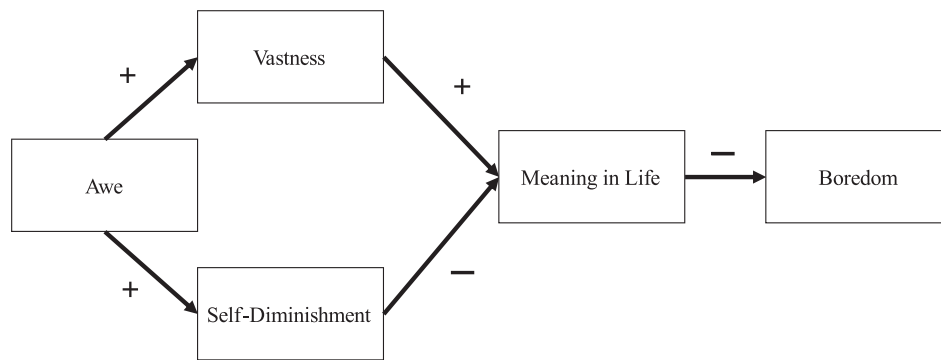 Vastness
+
+
Awe
Meaning in Life
−
Boredom
+
−
Self-Diminishment